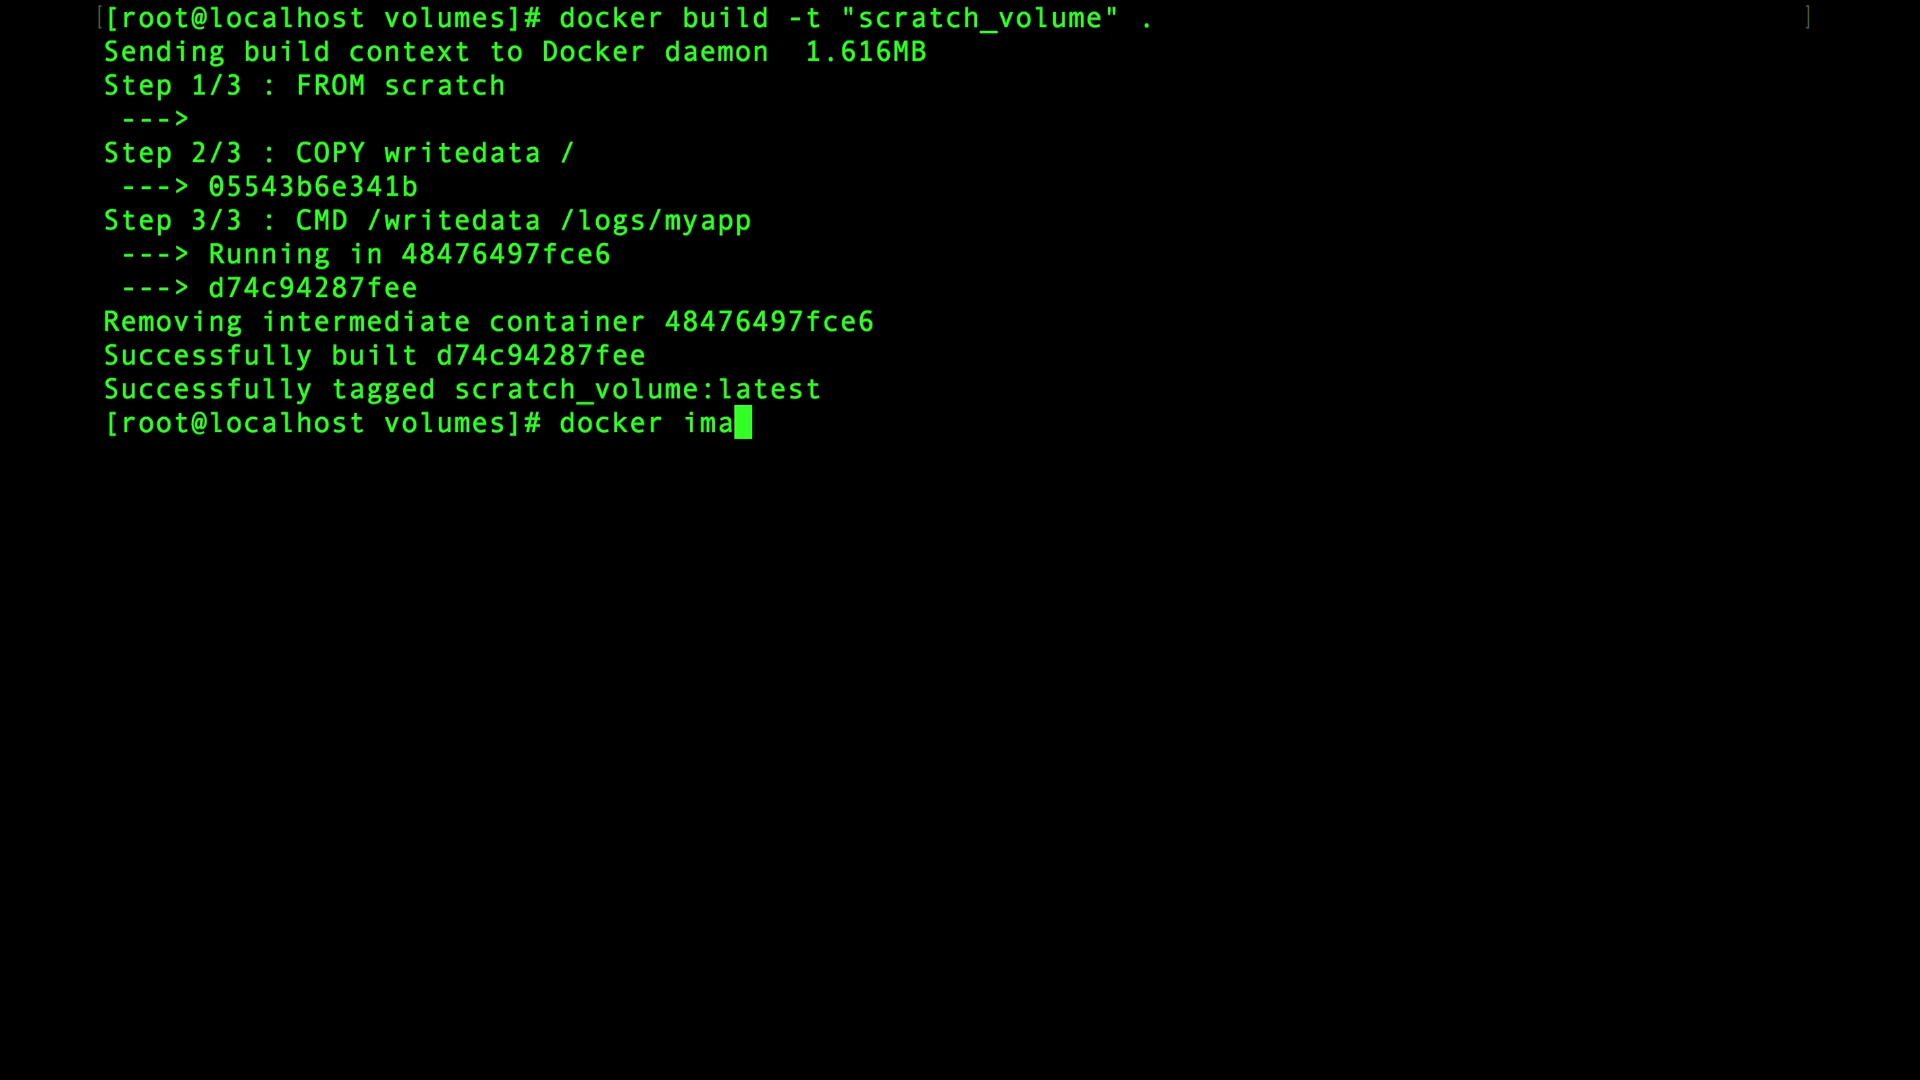 [[root@localhost volumes]# docker build -t "scratch_volume" . ]
Sending build context to Docker daemon  1.616MB
Step 1/3 : FROM scratch
 --->
Step 2/3 : COPY writedata /
 ---> 05543b6e341b
Step 3/3 : CMD /writedata /logs/myapp
 ---> Running in 48476497fce6
 ---> d74c94287fee
Removing intermediate container 48476497fce6
Successfully built d74c94287fee
Successfully tagged scratch_volume:latest
[root@localhost volumes]# docker ima